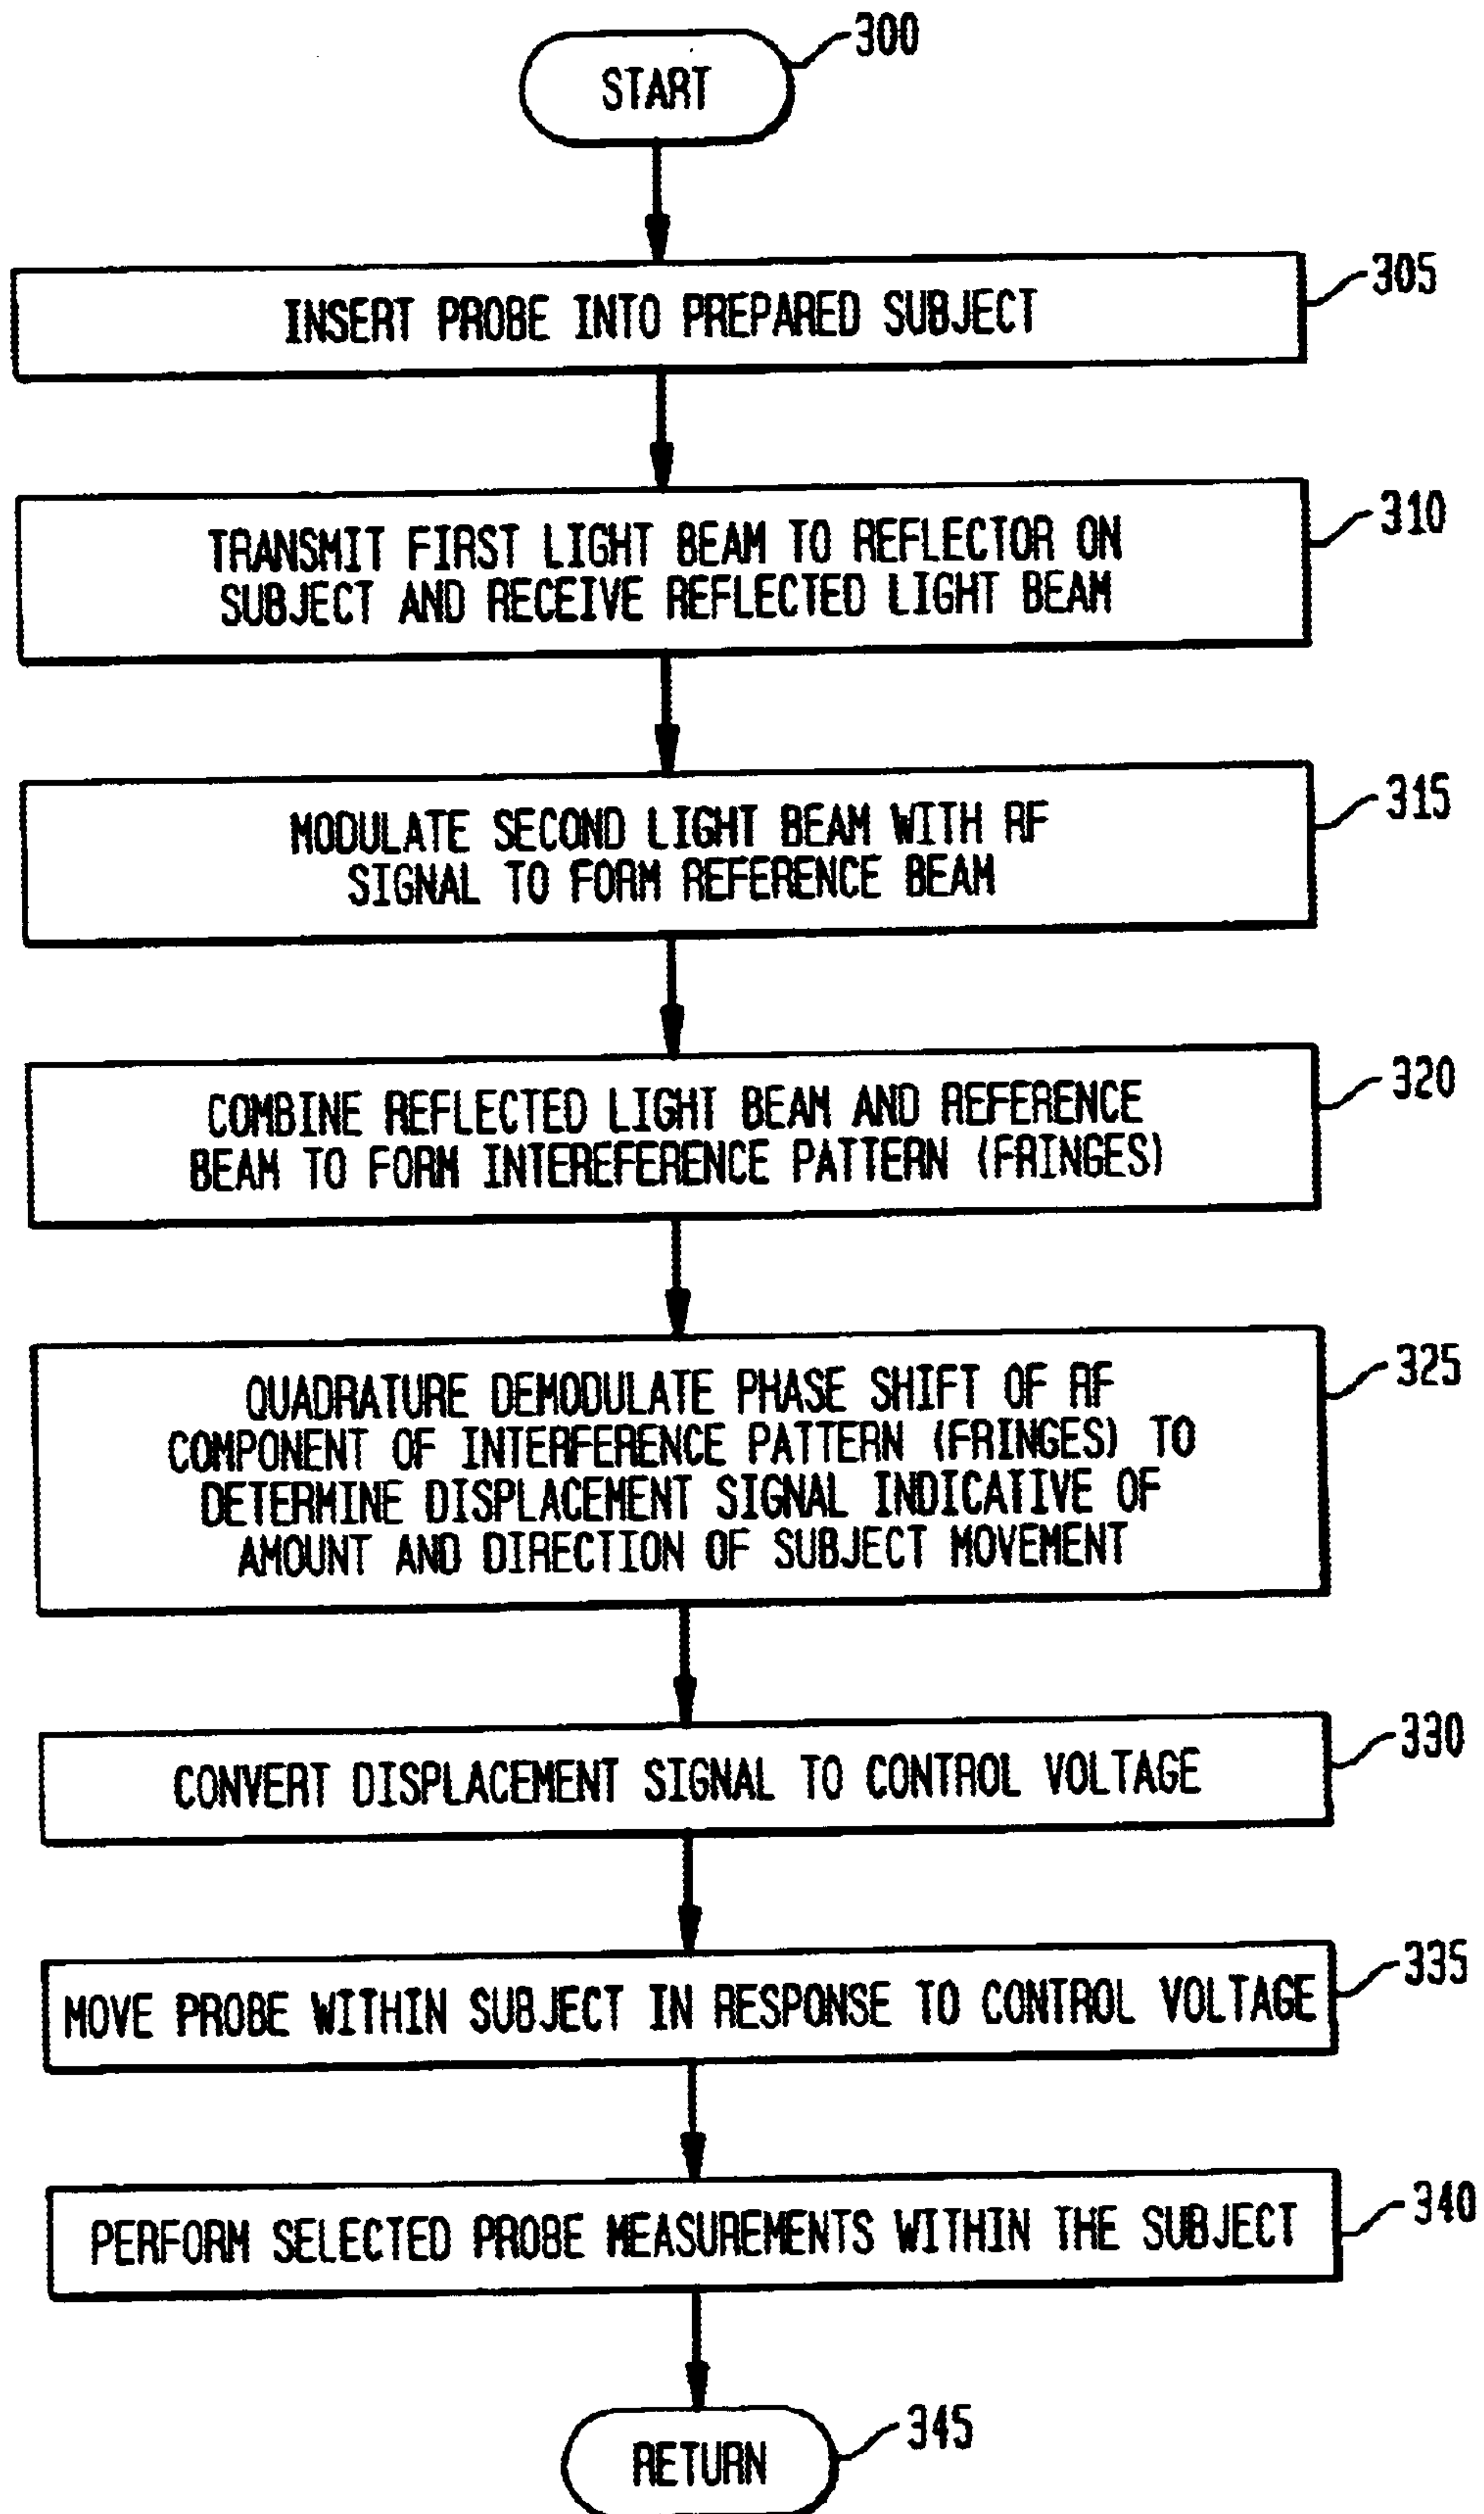 300
START
305
INSERT PROBE INTO PREPARED SUBJECT
310
TRANSMIT FIRST LIGHT BEAM TO REFLECTOR ON
SUBJECT AND RECEIVE REFLECTED LIGHT BEAM
315
MODULATE SECOND LIGHT BEAM WITH RF
SIGNAL TO FORM REFERENCE BEAM
320
COMBINE REFLECTED LIGHT BEAM AND REFERENCE
BEAM TO FORM INTEREFERENCE PATTERN (FRINGES)
325
QUADRATURE DEMODULATE PHASE SHIFT OF RF
COMPONENT OF INTERFERENCE PATTERN (FRINGES) TO
DETERMINE DISPLACEMENT SIGNAL INDICATIVE OF
AMOUNT AND DIRECTION OF SUBJECT MOVEMENT
330
CONVERT DISPLACEMENT SIGNAL TO CONTROL VOLTAGE
335
MOVE PROBE WITHIN SUBJECT IN RESPONSE TO CONTROL VOLTAGE
340
PERFORM SELECTED PROBE MEASUREMENTS WITHIN THE SUBJECT
345
RETURN